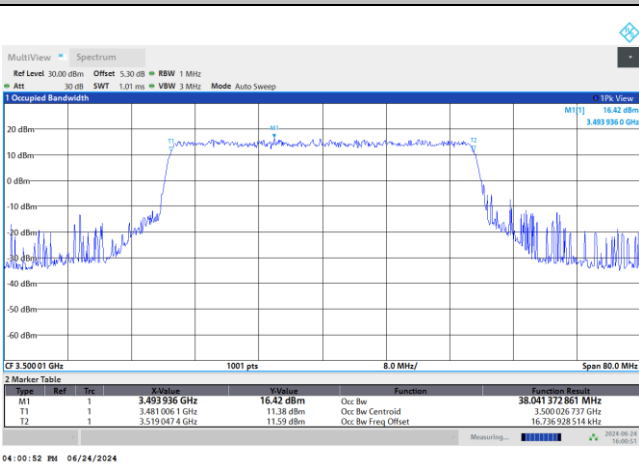 MultiView Spectrum
Ref Level 30.00 dBm Offset 5.30 dB RBW 1 MHz
Att 30 dB SWT 1.01 ms VBW 3 MHz Mode Auto Sweep
1 Occupied Bandwidth 1Pk View
M1[1] 16.42 dBm
3.493 936 0 GHz
M1
T1 T2
20 dBm
10 dBm
0 dBm
-10 dBm
-20 dBm
-30 dBm
-40 dBm
-50 dBm
-60 dBm
CF 3.500 01 GHz 1001 pts 8.0 MHz/ Span 80.0 MHz
2 Marker Table
Type Ref Trc X-Value Y-Value Function Function Result
M1 1 3.493 936 GHz 16.42 dBm Occ Bw 38.041 372 861 MHz
T1 1 3.481 006 1 GHz 11.38 dBm Occ Bw Centroid 3.500 026 737 GHz
T2 1 3.519 047 4 GHz 11.59 dBm Occ Bw Freq Offset 16.736 928 514 kHz
Measuring... 2024-06-24
16:00:51
04:00:52 PM 06/24/2024